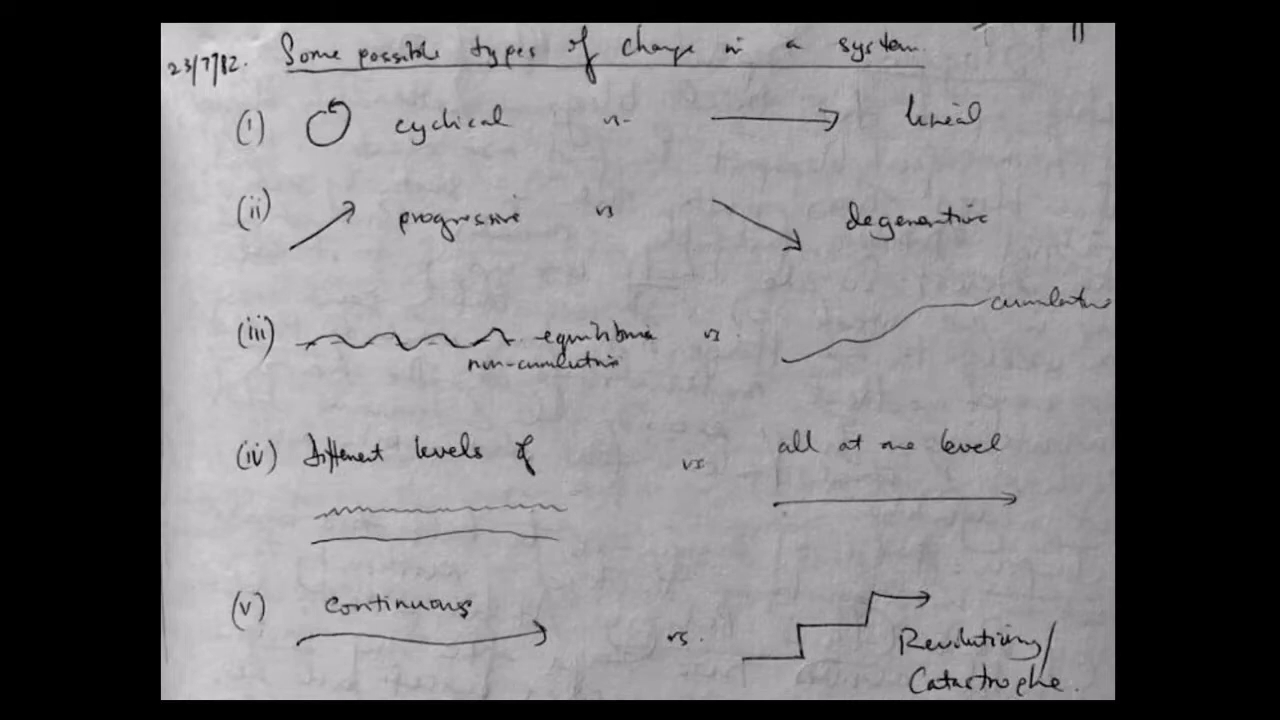 23/7/82. Some possible types of change in a system.
(i) cyclical vs. lineal
(ii) progressive vs degenerative
(iii) equilibrium vs. cumulative
non-cumulative
(iv) different levels of vs. all at one level
(v) continuous vs. Revolutionary/
Catastrophe.